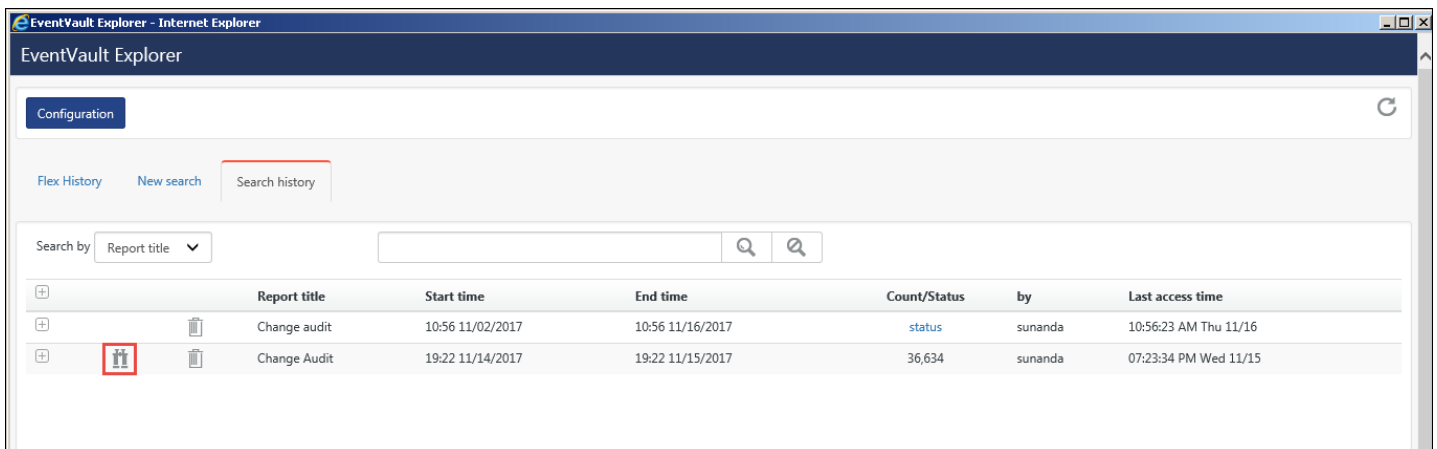 EventVault Explorer - Internet Explorer
EventVault Explorer
Configuration
Flex History New search Search history
Search by Report title
Report title Start time End time Count/Status by Last access time
Change audit 10:56 11/02/2017 10:56 11/16/2017 status sunanda 10:56:23 AM Thu 11/16
Change Audit 19:22 11/14/2017 19:22 11/15/2017 36,634 sunanda 07:23:34 PM Wed 11/15